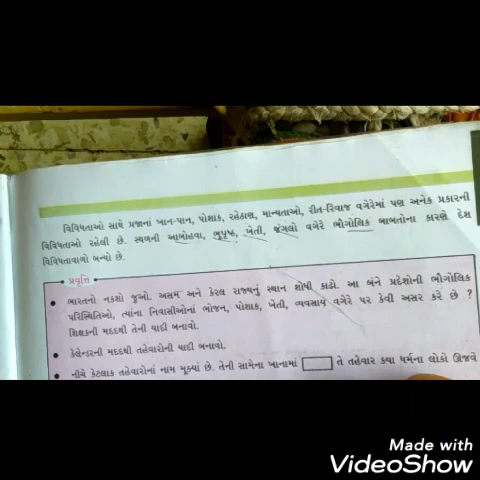 વિવિધતાઓ સાથે પ્રજાનાં ખાન-પાન, પોશાક, રહેઠાણ, માન્યતાઓ, રીત-રિવાજ વગેરેમાં પણ અનેક પ્રકારની
વિવિધતાઓ રહેલી છે. સ્થળની આબોહવા, ભૂપૃષ્ઠ, ખેતી, જંગલો વગેરે ભૌગોલિક બાબતોના કારણે દેશ
વિવિધતાવાળો બન્યો છે.
પ્રવૃત્તિ
• ભારતનો નકશો જુઓ. અસમ અને કેરલ રાજ્યનું સ્થાન શોધી કાઢો. આ બંને પ્રદેશોની ભૌગોલિક
પરિસ્થિતિઓ, ત્યાંના નિવાસીઓનાં ભોજન, પોશાક, ખેતી, વ્યવસાય વગેરે પર કેવી અસર કરે છે ?
શિક્ષકની મદદથી તેની યાદી બનાવો.
• કેલેન્ડરની મદદથી તહેવારોની યાદી બનાવો.
• નીચે કેટલાક તહેવારોનાં નામ મૂક્યાં છે. તેની સામેના ખાનામાં તે તહેવાર કયા ધર્મના લોકો ઊજવે
Made with
VideoShow